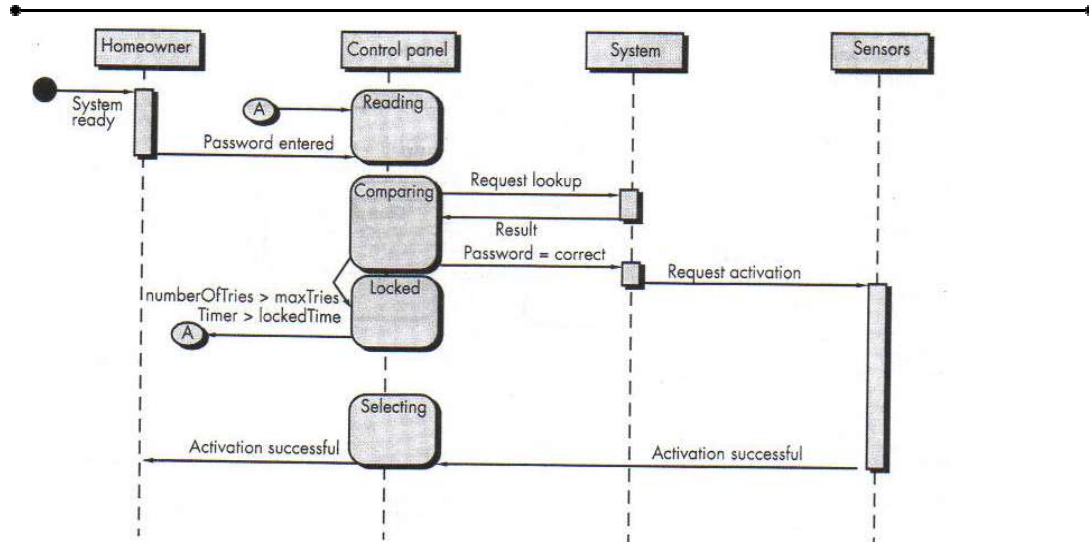 Homeowner
Control panel
System
Sensors
System
ready
A
Reading
Password entered
Comparing
Request lookup
Result
Password = correct
Request activation
Locked
numberOfTries > maxTries
Timer > lockedTime
A
Selecting
Activation successful
Activation successful